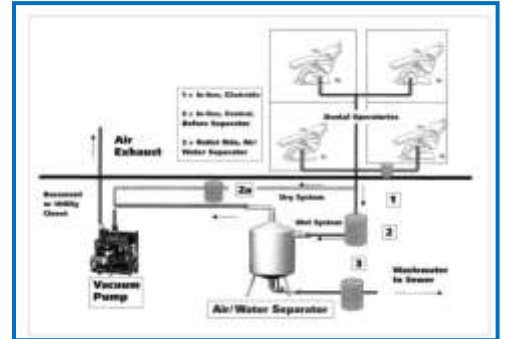 1 = In-line, Chairside
2 = In-line, Central,
Before Separator
3 = Outlet Side, Air/
Water Separator
Dental Operatories
Air
Exhaust
1
Basement
or Utility
Closet
2a
Dry System
Wet System
2
3
Wastewater
to Sewer
Vacuum
Pump
Air/Water Separator